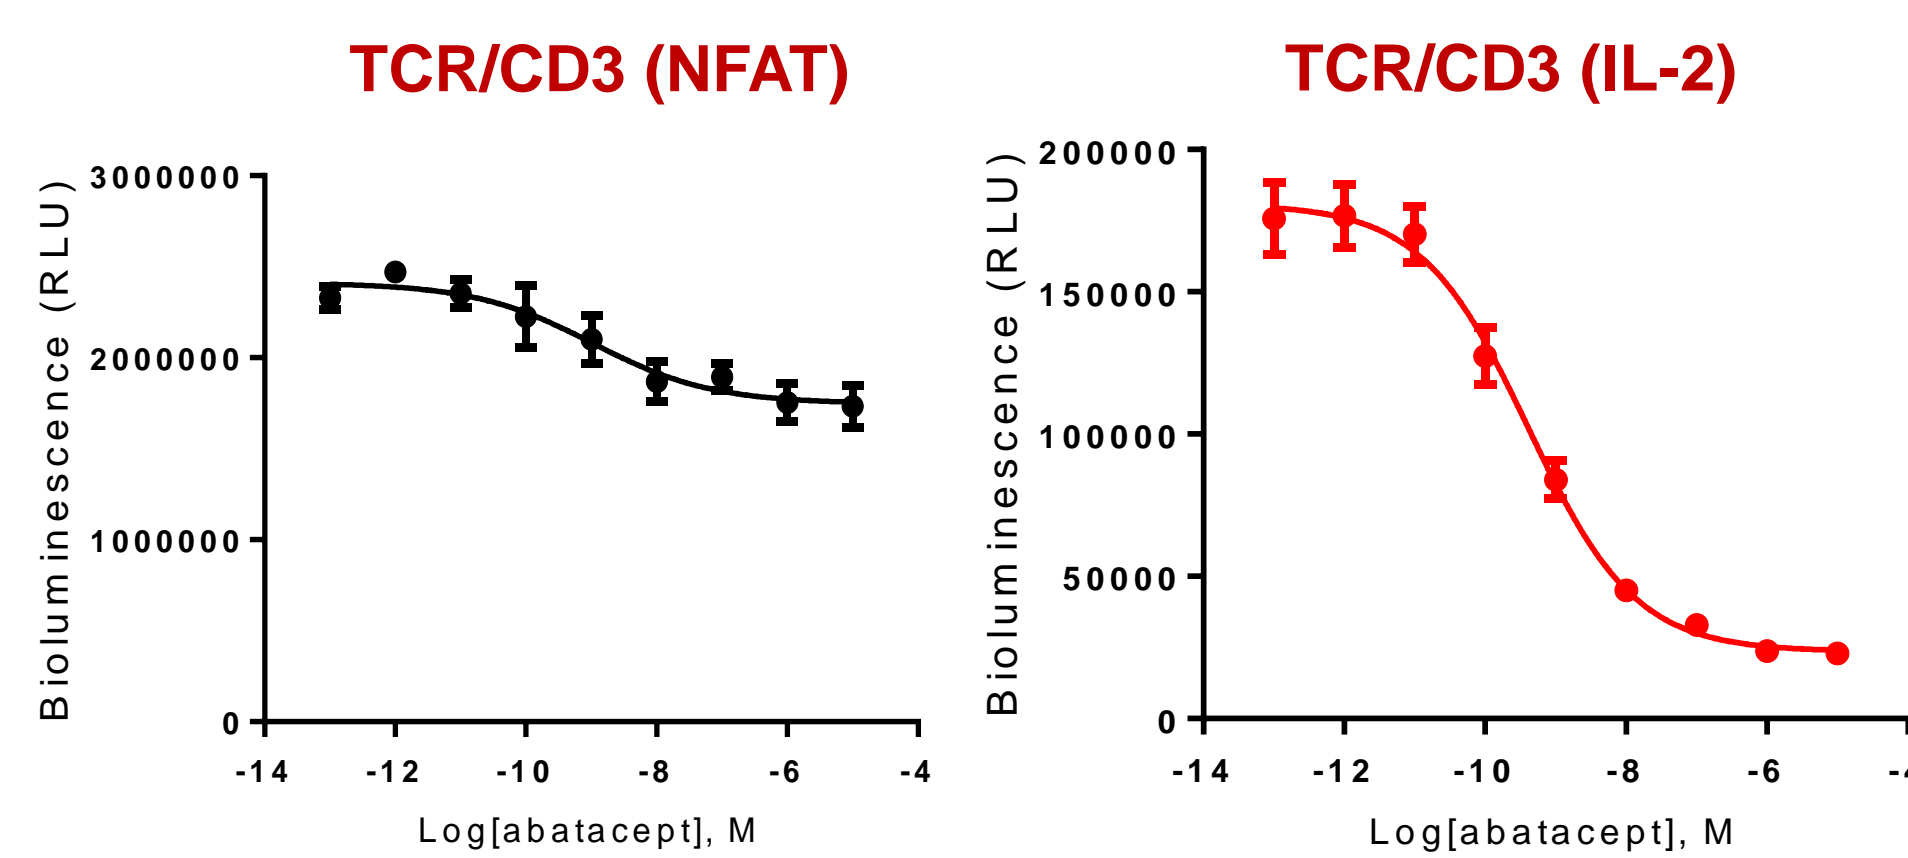 TCR/CD3 (NFAT)
Bioluminescence (RLU)
3000000
2000000
1000000
0
-14 -12 -10 -8 -6 -4
Log[abatacept], M
TCR/CD3 (IL-2)
Bioluminescence (RLU)
200000
150000
100000
50000
0
-14 -12 -10 -8 -6
Log[abatacept], M